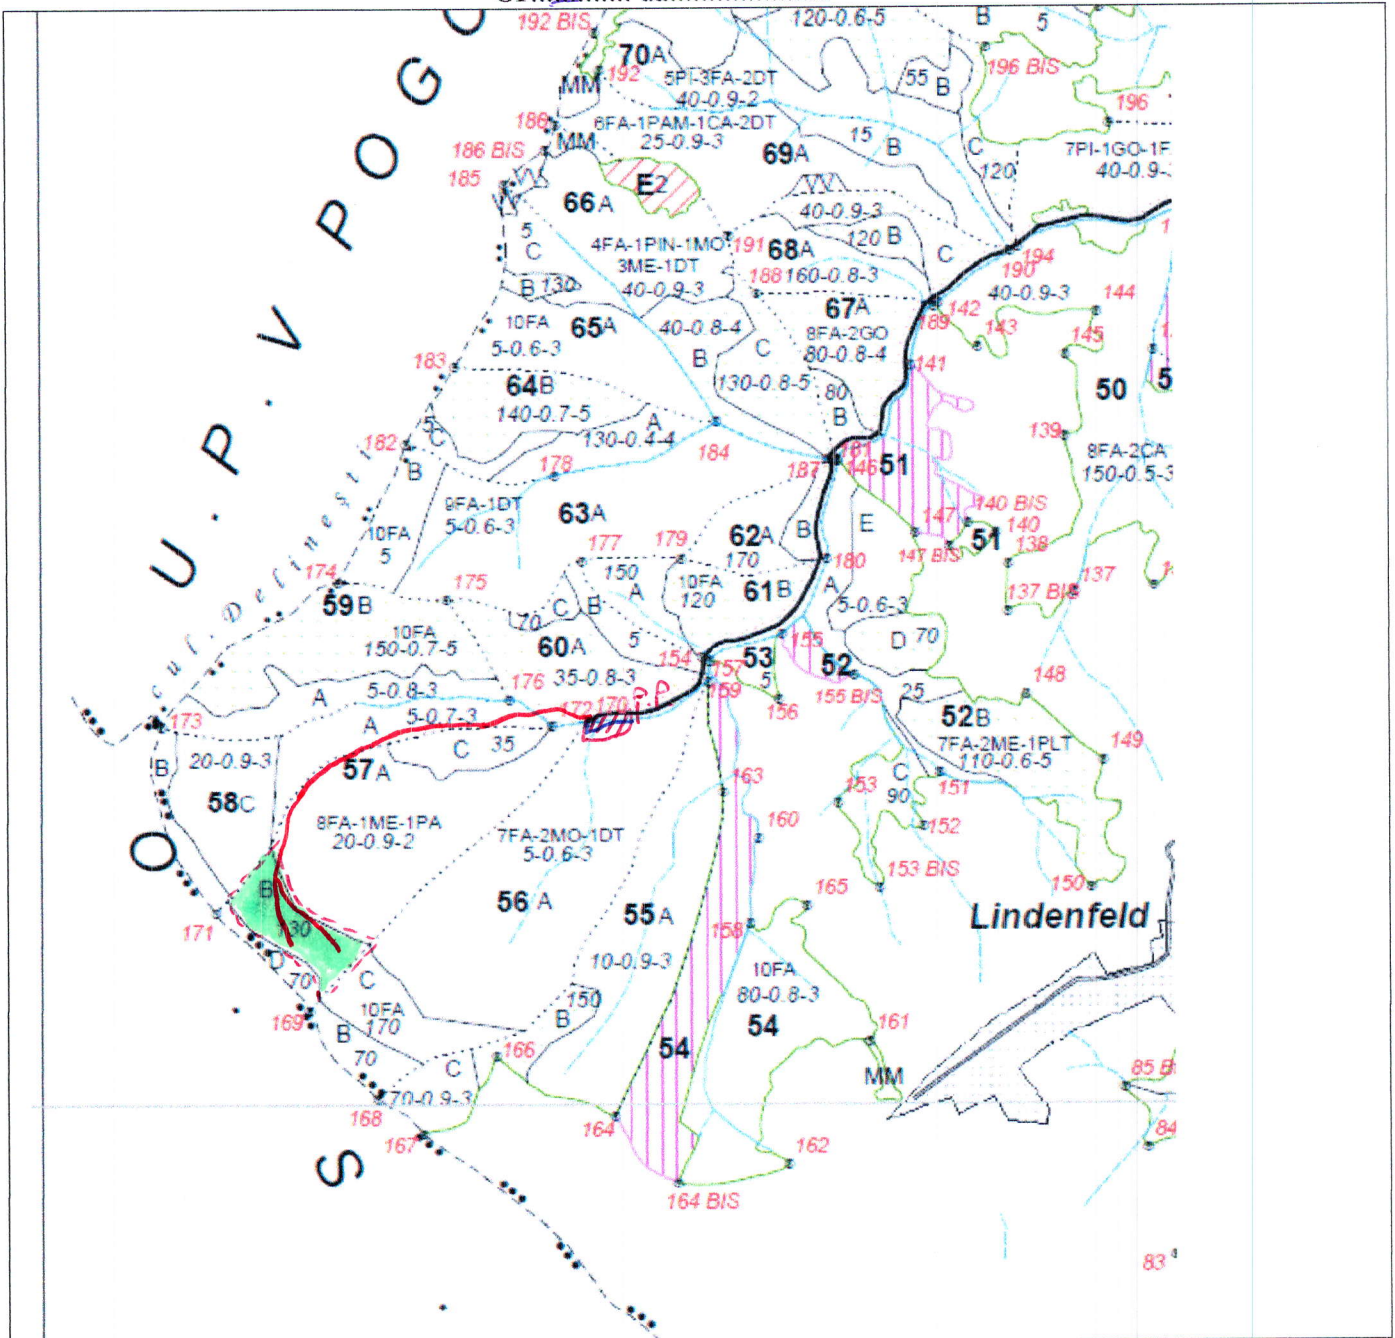 192 BIS
120-0.6-5
B
5
70A
192
5PI-3FA-2DT
40-0.9-2
MM
55
B
196 BIS
196
186
6FA-1PAM-1CA-2DT
25-0.9-3
MM
15
B
186 BIS
69A
C
120
7PI-1GO-1F
40-0.9-
185
E2
66A
40-0.9-3
5
C
4FA-1PIN-1MO
3ME-1DT
40-0.9-3
191
68A
120
B
C
194
190
188
160-0.8-3
B
130
67A
142
40-0.9-3
144
10FA
5-0.6-3
65A
40-0.8-4
B
C
8FA-2GO
80-0.8-4
189
143
145
183
141
64B
140-0.7-5
130-0.8-5
80
B
50
5
5
C
A
130-0.4-4
182
B
184
187
181
146
51
139
8FA-2CA
150-0.5-3
178
9FA-1DT
5-0.6-3
63A
10FA
5
62A
170
B
E
147
140 BIS
140
51
138
147 BIS
177
179
180
174
175
150
A
10FA
120
61B
A
5-0.6-3
137 BIS
137
59B
70
C
B
5
10FA
150-0.7-5
60A
35-0.8-3
154
157
159
53
5
155
52
155 BIS
D
70
148
A
5-0.8-3
5-0.7-3
176
172
170
PP
156
25
52B
7FA-2ME-1PLT
110-0.6-5
149
173
A
C
35
B
20-0.9-3
57A
58C
163
153
C
90
151
8FA-1ME-1PA
20-0.9-2
7FA-2MO-1DT
5-0.6-3
160
152
153 BIS
150
B
130
56A
55A
165
Lindenfeld
171
158
D
70
C
10-0.9-3
10FA
80-0.8-3
54
169
B
10FA
170
150
B
54
161
70
C
166
MM
85 B
70-0.9-3
168
167
164
162
84
164 BIS
83
U.P.V POGO
O
S
cul. Delinesti